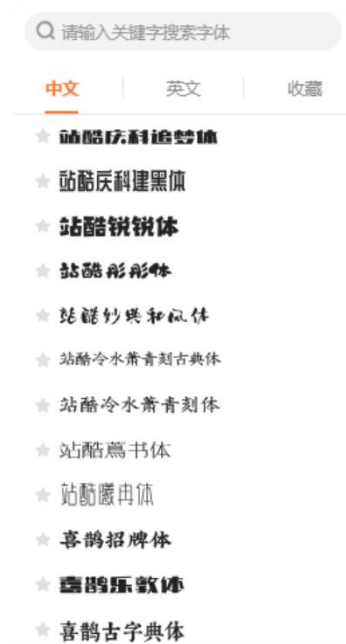 请输入关键字搜索字体
中文 英文 收藏
站酷庆科追梦体
站酷庆科建黑体
站酷锐锐体
站酷彤彤体
站酷妙典和风体
站酷冷水萧青刻古典体
站酷冷水萧青刻体
站酷蔫书体
站酷曦冉体
喜鹊招牌体
喜鹊乐敦体
喜鹊古字典体